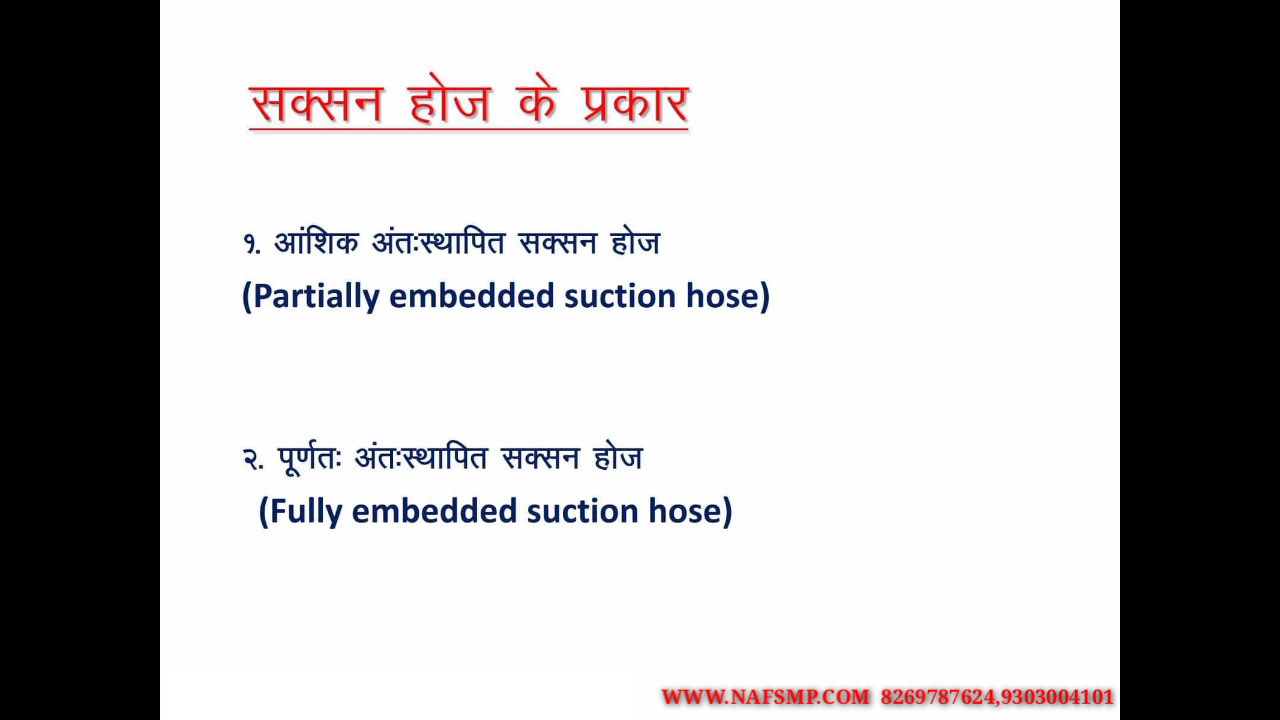 सक्सन होज के प्रकार
१. आंशिक अंतःस्थापित सक्सन होज
(Partially embedded suction hose)
२. पूर्णतः अंतःस्थापित सक्सन होज
(Fully embedded suction hose)
WWW.NAFSMP.COM 8269787624,9303004101